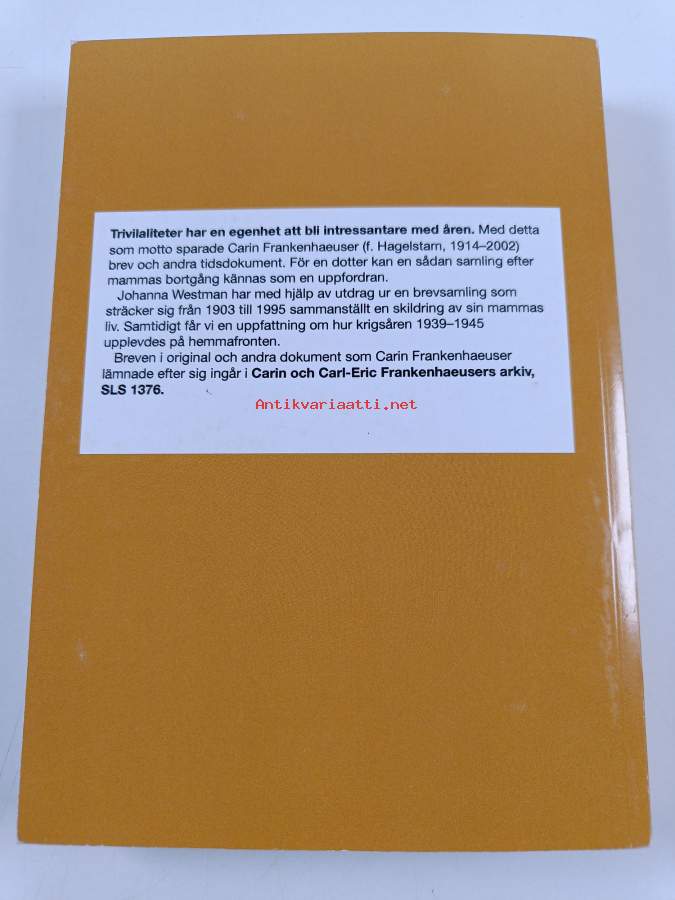 Trivilaliteter har en egenhet att bli intressantare med åren. Med detta
som motto sparade Carin Frankenhaeuser (f. Hagelstam, 1914–2002)
brev och andra tidsdokument. För en dotter kan en sådan samling efter
mammas bortgång kännas som en uppfordran.
Johanna Westman har med hjälp av utdrag ur en brevsamling som
sträcker sig från 1903 till 1995 sammanställt en skildring av sin mammas
liv. Samtidigt får vi en uppfattning om hur krigsåren 1939–1945
upplevdes på hemmafronten.
Breven i original och andra dokument som Carin Frankenhaeuser
lämnade efter sig ingår i Carin och Carl-Eric Frankenhaeusers arkiv,
SLS 1376.
Antikvariaatti.net